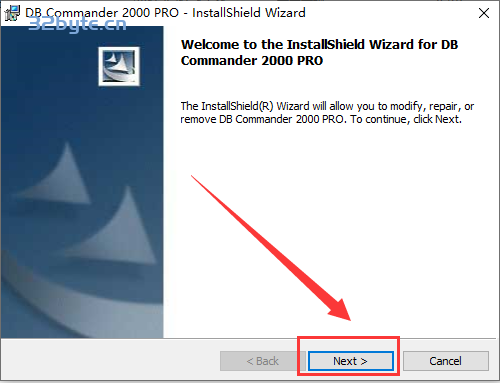 DB Commander 2000 PRO - InstallShield Wizard
32bytc.cn
Welcome to the InstallShield Wizard for DB
Commander 2000 PRO
The InstallShield(R) Wizard will allow you to modify, repair, or
remove DB Commander 2000 PRO. To continue, click Next.
< Back
Next >
Cancel